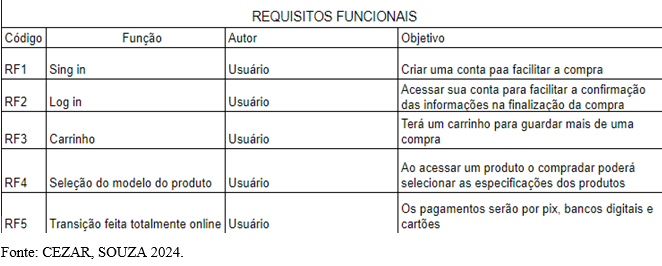 REQUISITOS FUNCIONAIS
Código Função Autor Objetivo
RF1 Sing in Usuário Criar uma conta paa facilitar a compra
RF2 Log in Usuário Acessar sua conta para facilitar a confirmação
das informações na finalização da compra
RF3 Carrinho Usuário Terá um carrinho para guardar mais de uma
compra
RF4 Seleção do modelo do produto Usuário Ao acessar um produto o compradar poderá
selecionar as especificações dos produtos
RF5 Transição feita totalmente online Usuário Os pagamentos serão por pix, bancos digitais e
cartões
Fonte: CEZAR, SOUZA 2024.